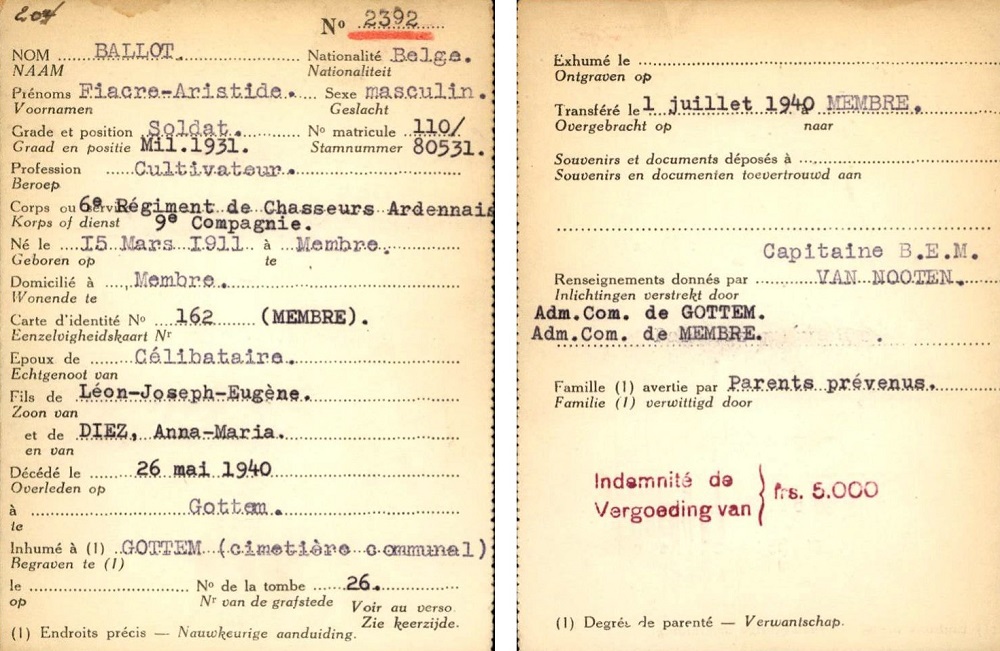 204
Nº 2392
NOM BALLOT. Nationalité Belge.
NAAM Nationaliteit
Prénoms Fiacre-Aristide. Sexe masculin.
Voornamen Geslacht
Grade et position Soldat. Nº matricule 110/
Graad en positie Mil.1931. Stamnummer 80531.
Profession Cultivateur.
Beroep
Corps ou servi 6e Régiment de Chasseurs Ardennais
Korps of dienst 9e Compagnie.
Né le 15 Mars 1911 à Membre.
Geboren op te
Domicilié à Membre.
Wonende te
Carte d'identité Nº 162 (MEMBRE).
Eenzelvigheidskaart Nr
Epoux de Célibataire.
Echtgenoot van
Fils de Léon-Joseph-Eugène.
Zoon van
et de DIEZ, Anna-Maria.
en van
Décédé le 26 mai 1940
Overleden op
à Gottem.
te
Inhumé à (1) GOTTEM (cimetière communal)
Begraven te (1)
le Nº de la tombe 26.
op Nr van de grafstede Voir au verso.
Zie keerzijde.
(1) Endroits précis — Nauwkeurige aanduiding.
Exhumé le
Ontgraven op
Transféré le 1 juillet 1940 à MEMBRE.
Overgebracht op naar
Souvenirs et documents déposés à
Souvenirs en documenten toevertrouwd aan
Capitaine B.E.M.
Renseignements donnés par VAN NOOTEN.
Inlichtingen verstrekt door
Adm.Com. de GOTTEM.
Adm.Com. de MEMBRE.
Famille (1) avertie par Parents prévenus.
Familie (1) verwittigd door
Indemnité de
Vergoeding van } frs. 5.000
(1) Degré de parenté — Verwantschap.